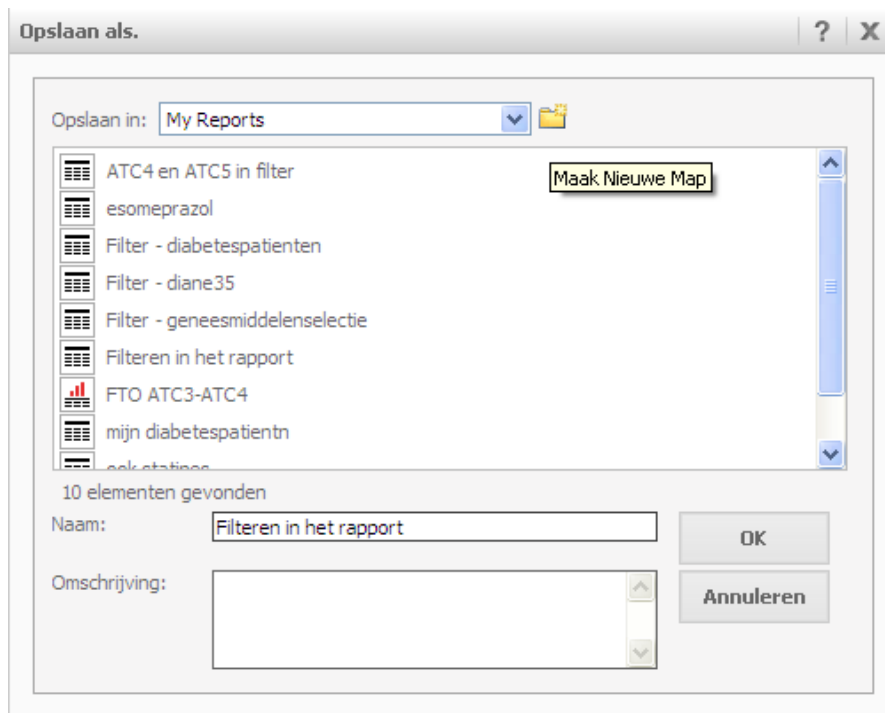 Opslaan als.
? X
Opslaan in: My Reports
Maak Nieuwe Map
ATC4 en ATC5 in filter
esomeprazol
Filter - diabetespatienten
Filter - diane35
Filter - geneesmiddelenselectie
Filteren in het rapport
FTO ATC3-ATC4
mijn diabetespatientn
ook statines
10 elementen gevonden
Naam: Filteren in het rapport
OK
Omschrijving:
Annuleren